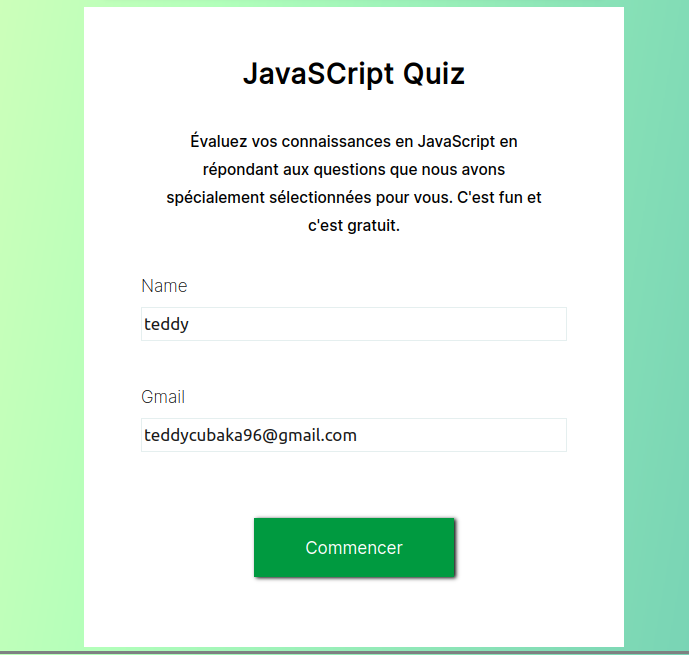 JavaSCript Quiz
Évaluez vos connaissances en JavaScript en
répondant aux questions que nous avons
spécialement sélectionnées pour vous. C'est fun et
c'est gratuit.
Name
teddy
Gmail
teddycubaka96@gmail.com
Commencer